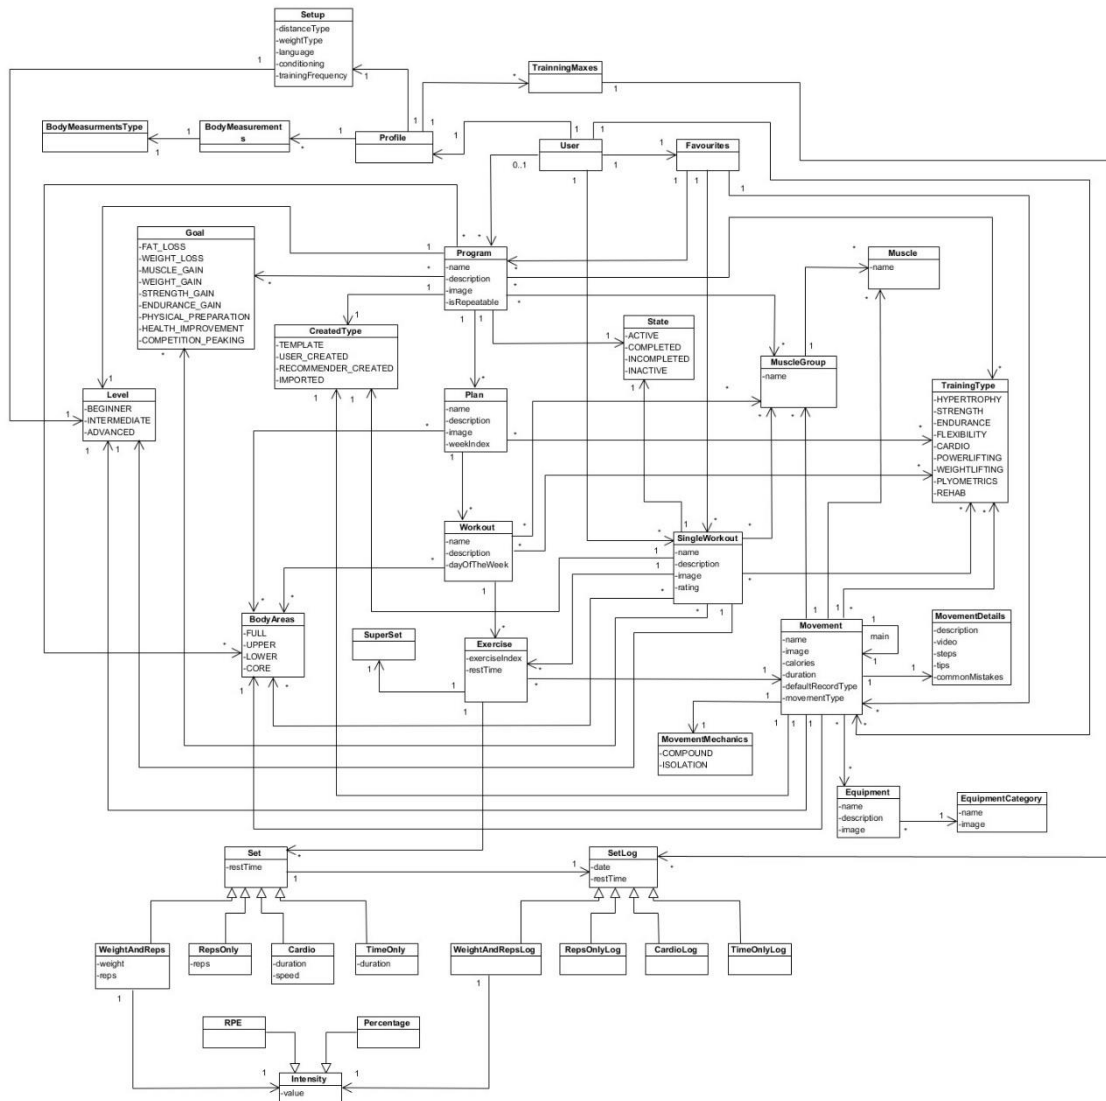 Setup
-distanceType
-weightType
-language
-conditioning
-trainingFrequency
TrainningMaxes
BodyMeasurmentsType
BodyMeasurement
s
Profile
User
Favourites
Goal
-FAT_LOSS
-WEIGHT_LOSS
-MUSCLE_GAIN
-WEIGHT_GAIN
-STRENGTH_GAIN
-ENDURANCE_GAIN
-PHYSICAL_PREPARATION
-HEALTH_IMPROVEMENT
-COMPETITION_PEAKING
Program
-name
-description
-image
-isRepeatable
Muscle
-name
CreatedType
-TEMPLATE
-USER_CREATED
-RECOMMENDER_CREATED
-IMPORTED
State
-ACTIVE
-COMPLETED
-INCOMPLETED
-INACTIVE
MuscleGroup
-name
TrainingType
-HYPERTROPHY
-STRENGTH
-ENDURANCE
-FLEXIBILITY
-CARDIO
-POWERLIFTING
-WEIGHTLIFTING
-PLYOMETRICS
-REHAB
Level
-BEGINNER
-INTERMEDIATE
-ADVANCED
Plan
-name
-description
-image
-weekIndex
Workout
-name
-description
-dayOfTheWeek
SingleWorkout
-name
-description
-image
-rating
BodyAreas
-FULL
-UPPER
-LOWER
-CORE
SuperSet
Exercise
-exerciseIndex
-restTime
Movement
-name
-image
-calories
-duration
-defaultRecordType
-movementType
main
MovementDetails
-description
-video
-steps
-tips
-commonMistakes
MovementMechanics
-COMPOUND
-ISOLATION
Equipment
-name
-description
-image
EquipmentCategory
-name
-image
Set
-restTime
SetLog
-date
-restTime
WeightAndReps
-weight
-reps
RepsOnly
-reps
Cardio
-duration
-speed
TimeOnly
-duration
WeightAndRepsLog
RepsOnlyLog
CardioLog
TimeOnlyLog
RPE
Percentage
Intensity
-value
0..1